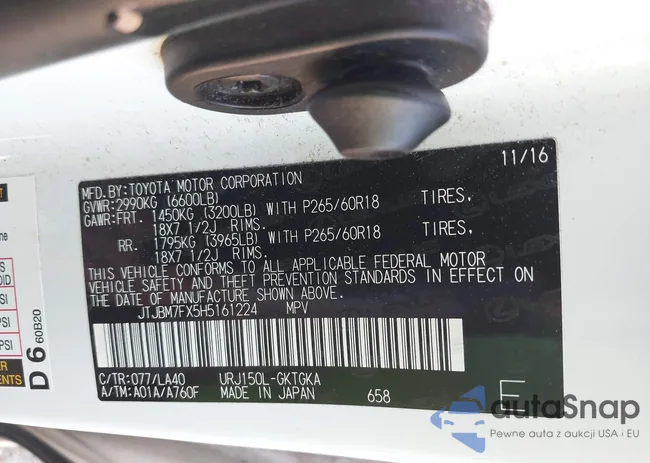 11/16
MFD.BY:TOYOTA MOTOR CORPORATION
GVWR:2990KG (6600LB)
GAWR:FRT. 1450KG (3200LB) WITH P265/60R18 TIRES,
18X7 1/2J RIMS.
RR. 1795KG (3965LB) WITH P265/60R18 TIRES,
18X7 1/2J RIMS.
THIS VEHICLE CONFORMS TO ALL APPLICABLE FEDERAL MOTOR
VEHICLE SAFETY AND THEFT PREVENTION STANDARDS IN EFFECT ON
THE DATE OF MANUFACTURE SHOWN ABOVE.
JTJBM7FX5H5161224 MPV
C/TR:077/LA40 URJ150L-GKTGKA
A/TM:A01A/A760F MADE IN JAPAN 658 E
D6
60B20
PSI
PSI
autoSnap
Pewne auta z aukcji USA i EU